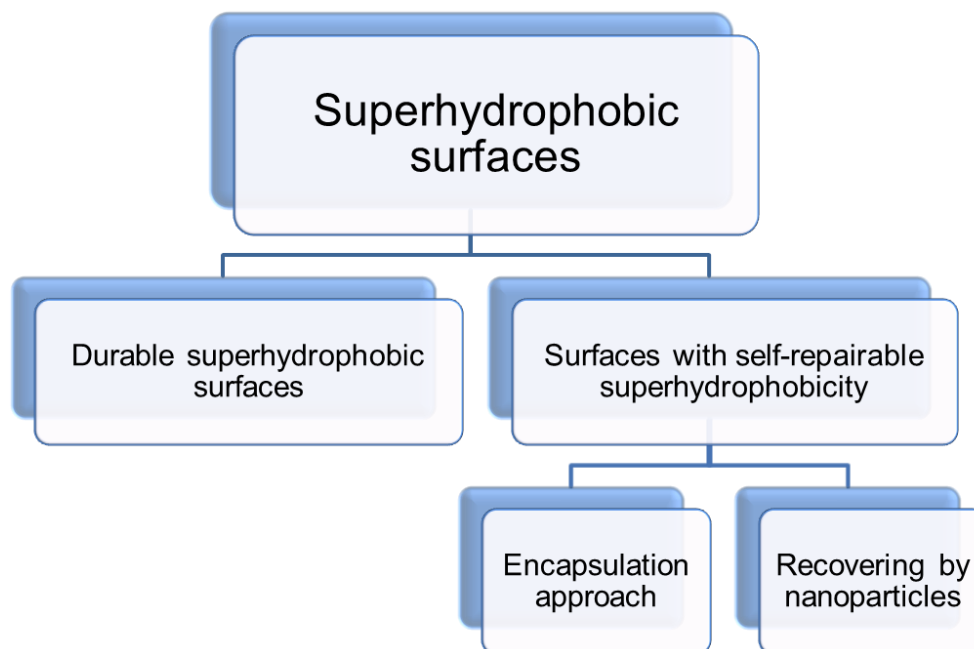 Superhydrophobic
surfaces
Durable superhydrophobic
surfaces
Surfaces with self-repairable
superhydrophobicity
Encapsulation
approach
Recovering by
nanoparticles